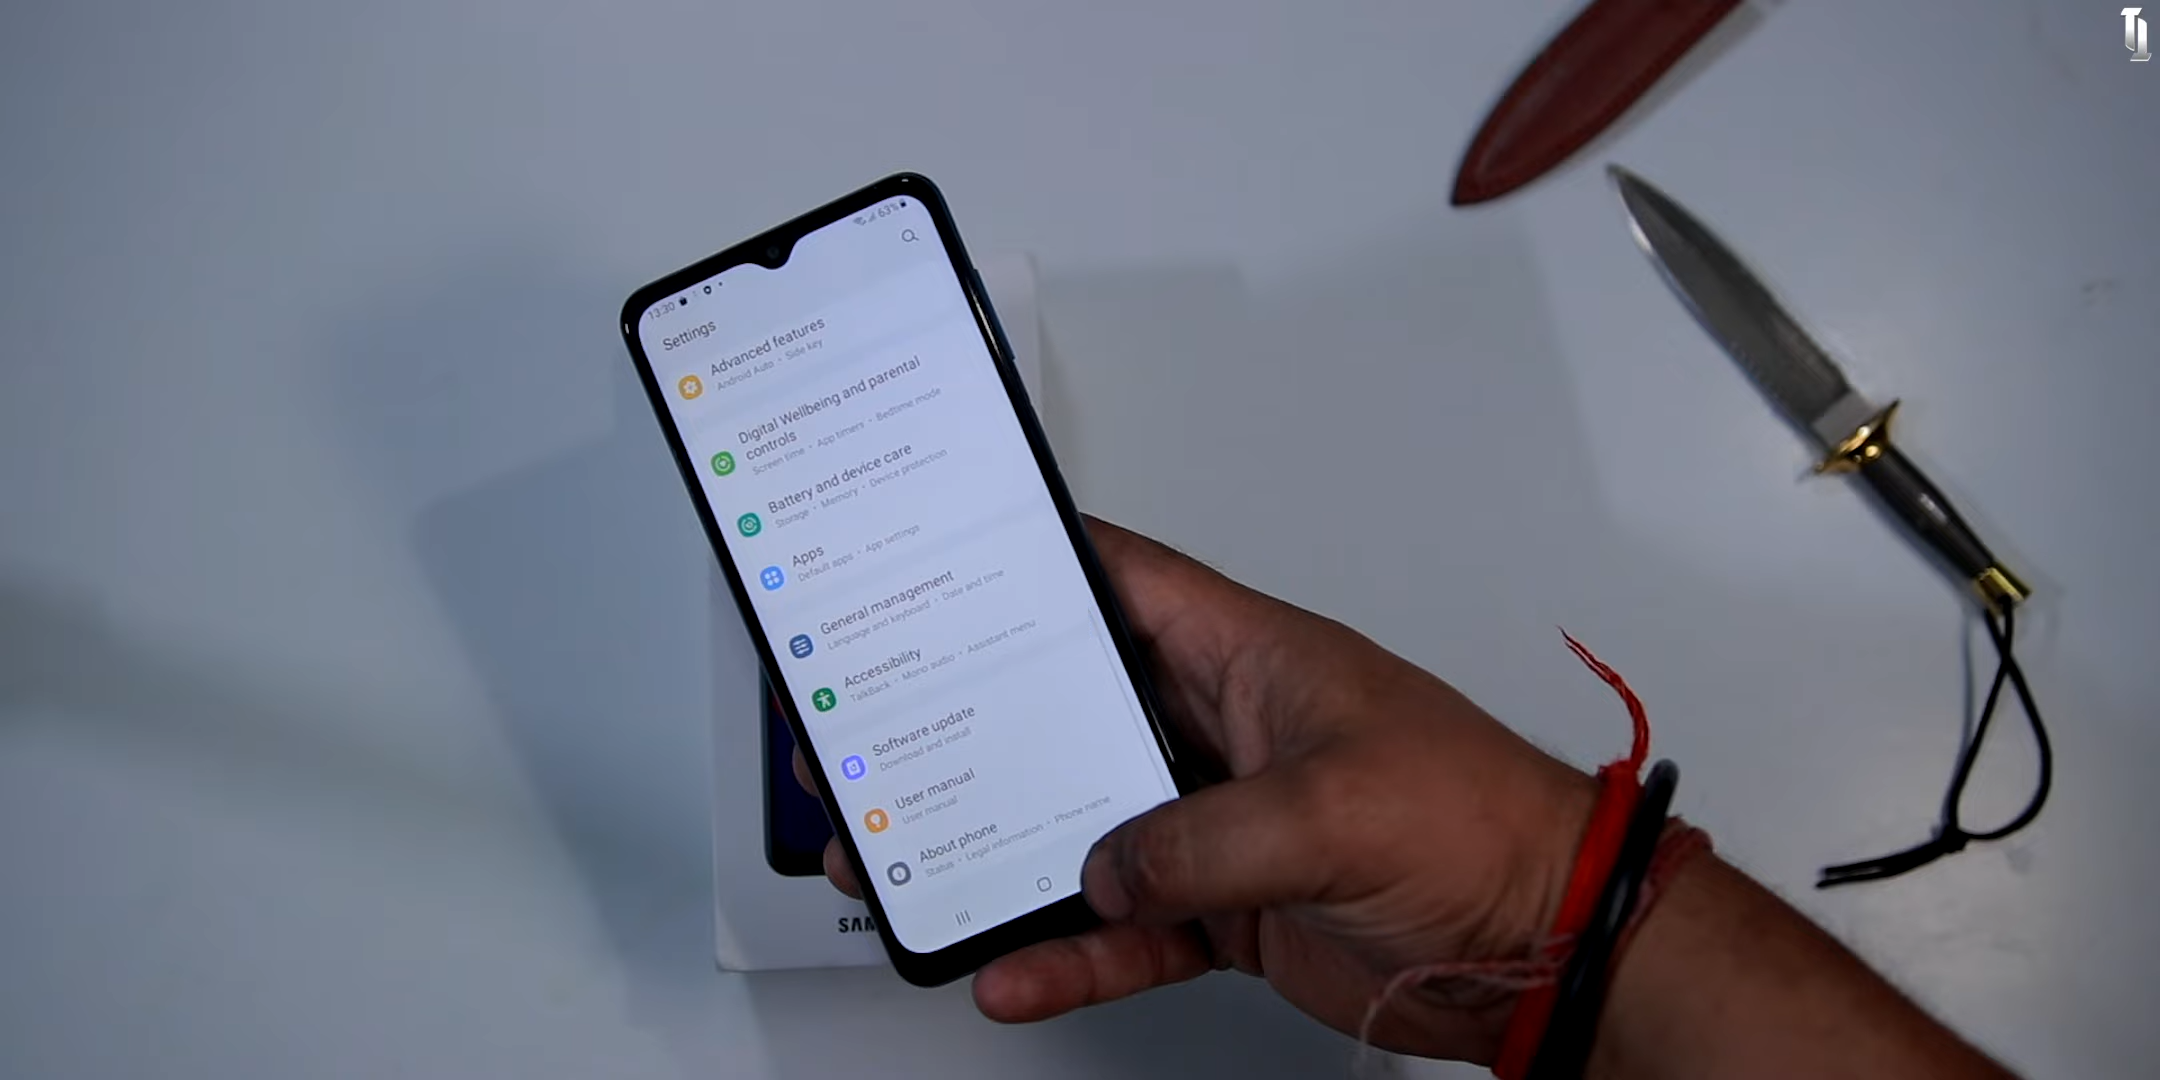 13:30
63%
Settings
Advanced features
Android Auto • Side key
Digital Wellbeing and parental
controls
Screen time • App timers • Bedtime mode
Battery and device care
Storage • Memory • Device protection
Apps
Default apps • App settings
General management
Language and keyboard • Date and time
Accessibility
TalkBack • Mono audio • Assistant menu
Software update
Download and install
User manual
User manual
About phone
Status • Legal information • Phone name
SAM